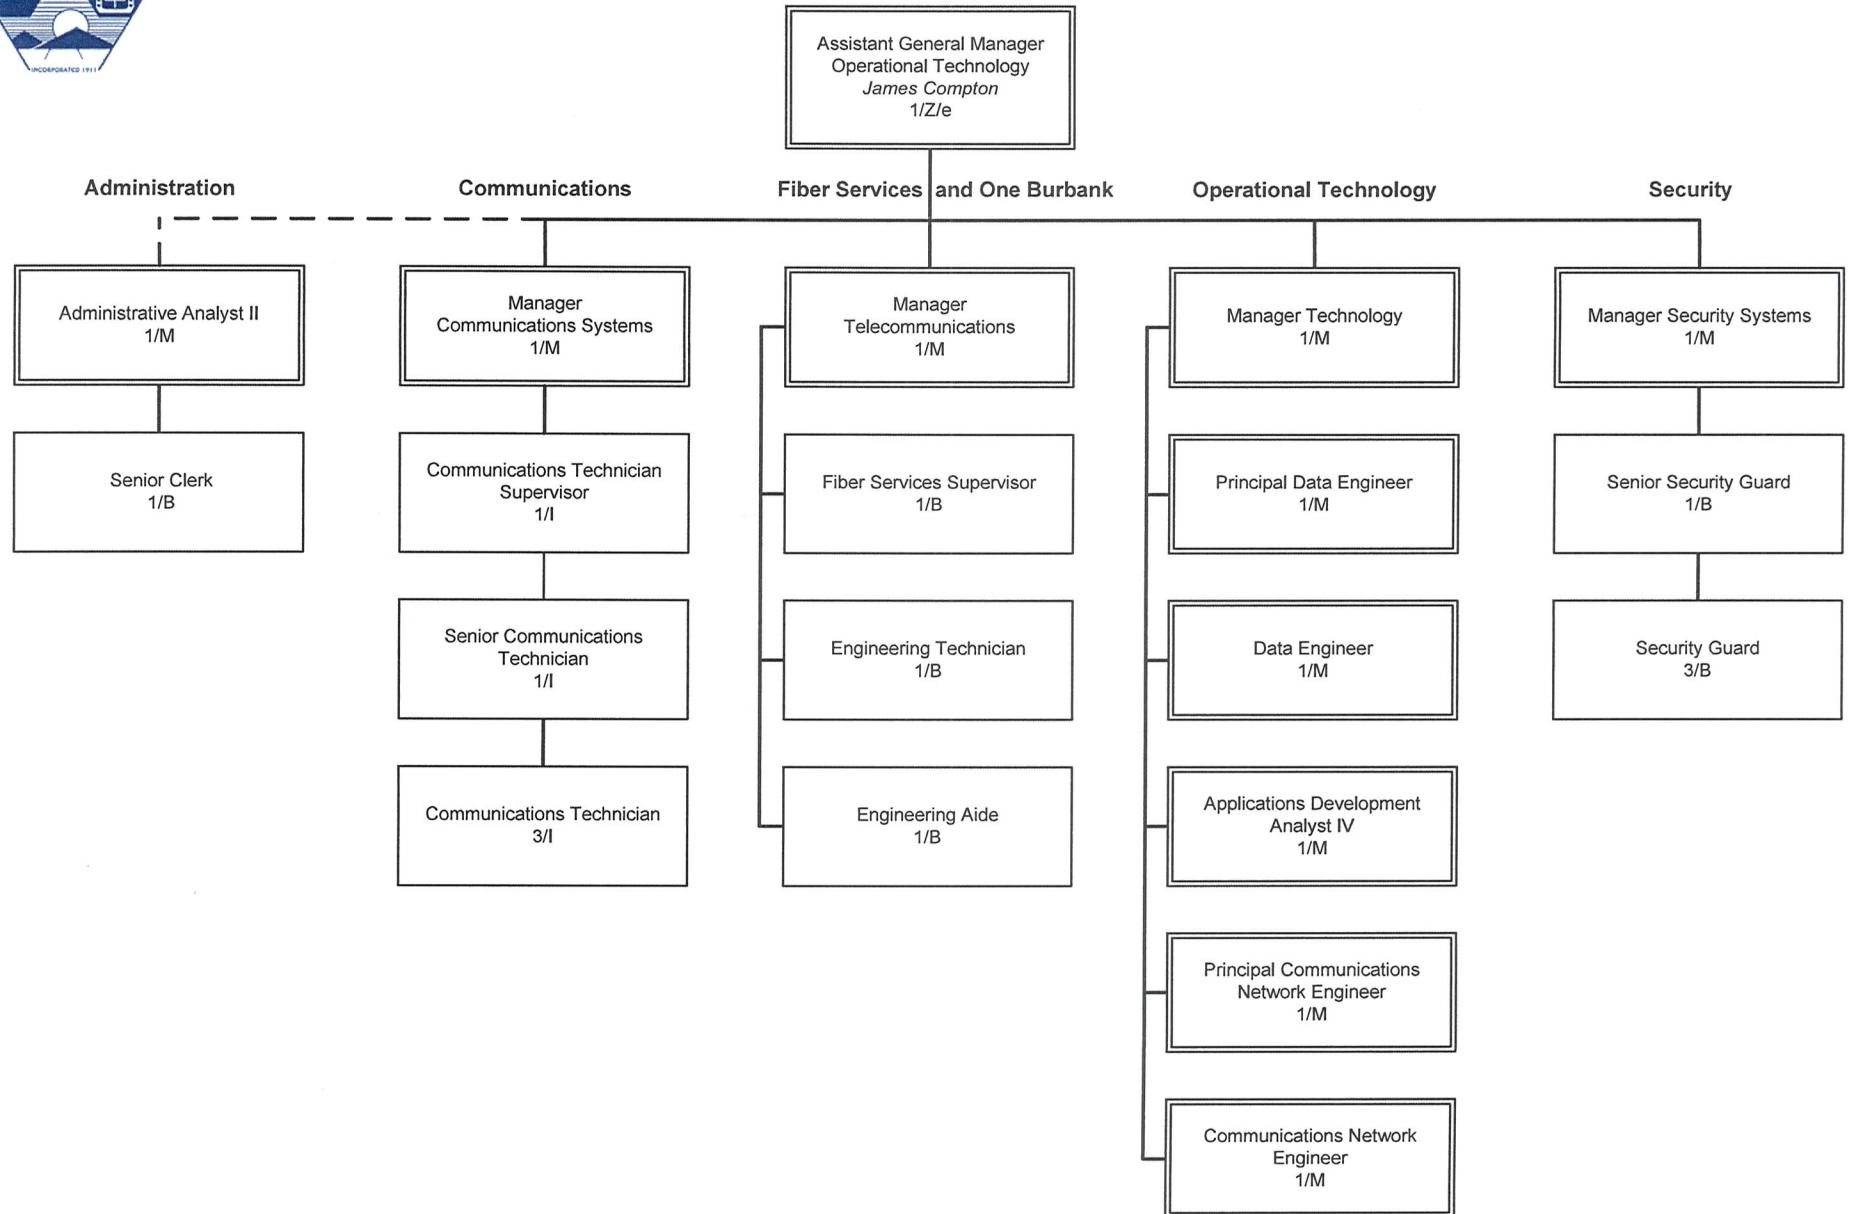 INCORPORATED 1911
Assistant General Manager
Operational Technology
James Compton
1/Z/e
Administration
Communications
Fiber Services and One Burbank
Operational Technology
Security
Administrative Analyst II
1/M
Senior Clerk
1/B
Manager
Communications Systems
1/M
Communications Technician
Supervisor
1/I
Senior Communications
Technician
1/I
Communications Technician
3/I
Manager
Telecommunications
1/M
Fiber Services Supervisor
1/B
Engineering Technician
1/B
Engineering Aide
1/B
Manager Technology
1/M
Principal Data Engineer
1/M
Data Engineer
1/M
Applications Development
Analyst IV
1/M
Principal Communications
Network Engineer
1/M
Communications Network
Engineer
1/M
Manager Security Systems
1/M
Senior Security Guard
1/B
Security Guard
3/B